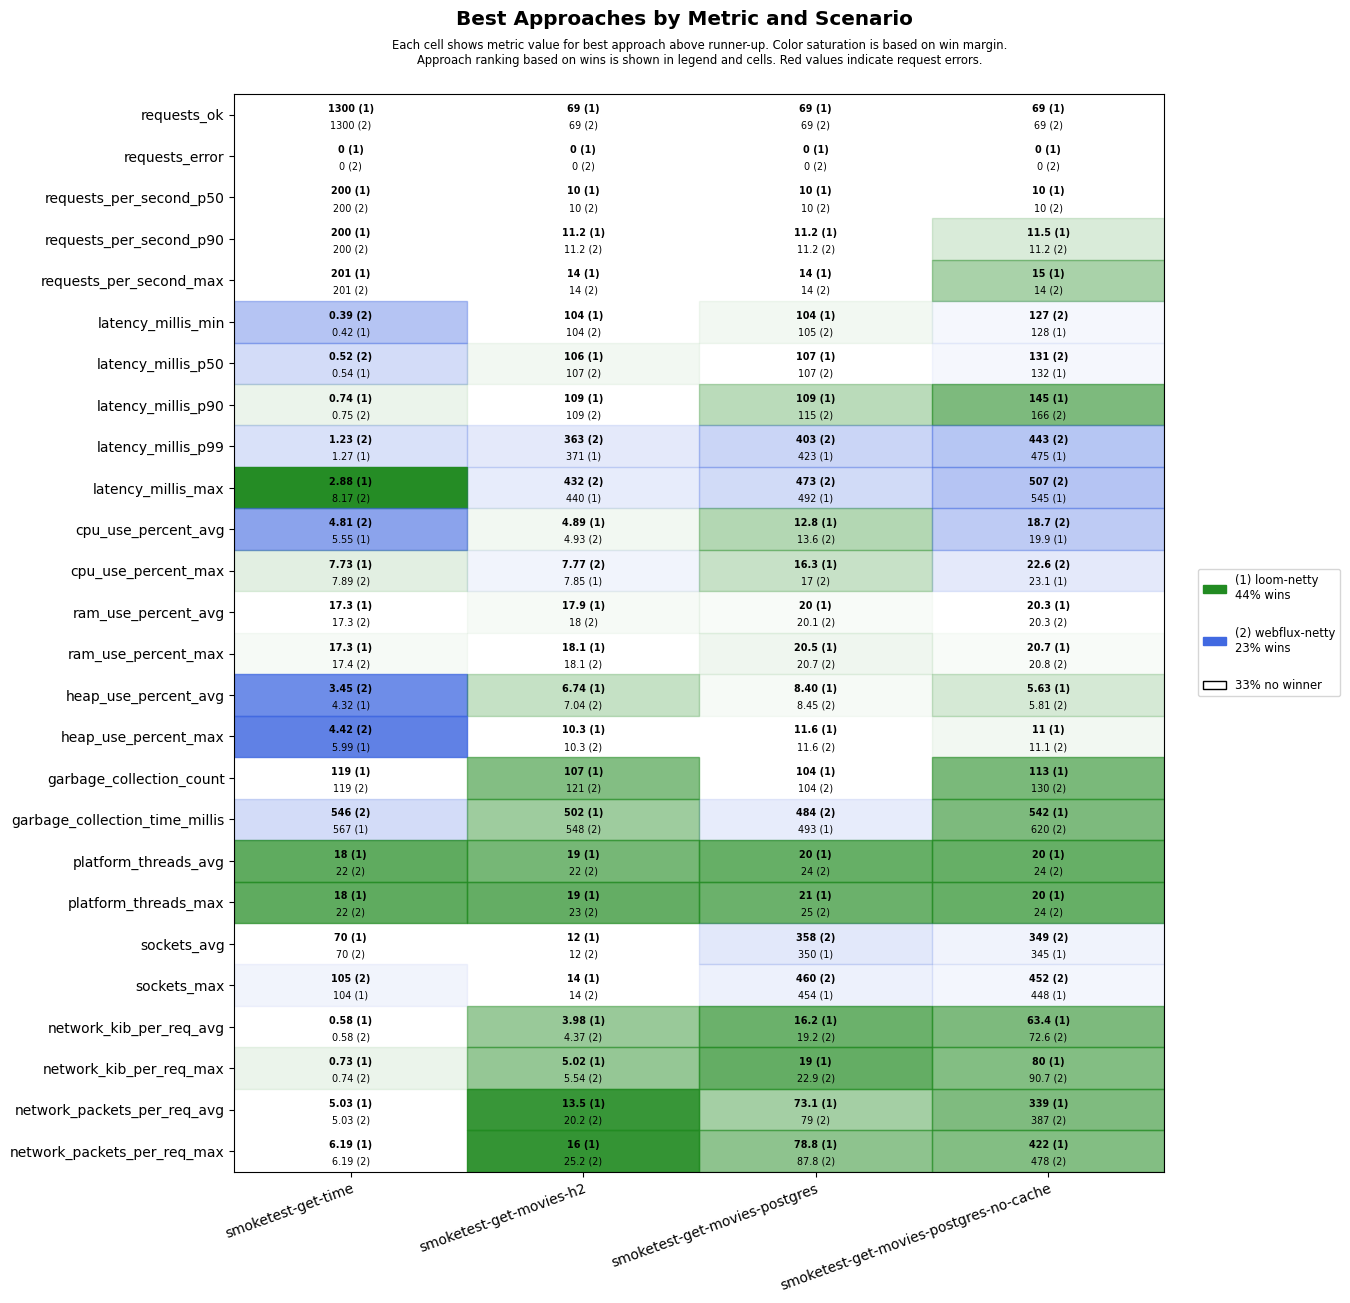 Best Approaches by Metric and Scenario
Each cell shows metric value for best approach above runner-up. Color saturation is based on win margin.
Approach ranking based on wins is shown in legend and cells. Red values indicate request errors.
requests_ok
1300 (1) 69 (1) 69 (1) 69 (1)
1300 (2) 69 (2) 69 (2) 69 (2)
requests_error
0 (1) 0 (1) 0 (1) 0 (1)
0 (2) 0 (2) 0 (2) 0 (2)
requests_per_second_p50
200 (1) 10 (1) 10 (1) 10 (1)
200 (2) 10 (2) 10 (2) 10 (2)
requests_per_second_p90
200 (1) 11.2 (1) 11.2 (1) 11.5 (1)
200 (2) 11.2 (2) 11.2 (2) 11.2 (2)
requests_per_second_max
201 (1) 14 (1) 14 (1) 15 (1)
201 (2) 14 (2) 14 (2) 14 (2)
latency_millis_min
0.39 (2) 104 (1) 104 (1) 127 (2)
0.42 (1) 104 (2) 105 (2) 128 (1)
latency_millis_p50
0.52 (2) 106 (1) 107 (1) 131 (2)
0.54 (1) 107 (2) 107 (2) 132 (1)
latency_millis_p90
0.74 (1) 109 (1) 109 (1) 145 (1)
0.75 (2) 109 (2) 115 (2) 166 (2)
latency_millis_p99
1.23 (2) 363 (2) 403 (2) 443 (2)
1.27 (1) 371 (1) 423 (1) 475 (1)
latency_millis_max
2.88 (1) 432 (2) 473 (2) 507 (2)
8.17 (2) 440 (1) 492 (1) 545 (1)
cpu_use_percent_avg
4.81 (2) 4.89 (1) 12.8 (1) 18.7 (2)
5.55 (1) 4.93 (2) 13.6 (2) 19.9 (1)
cpu_use_percent_max
7.73 (1) 7.77 (2) 16.3 (1) 22.6 (2)
7.89 (2) 7.85 (1) 17 (2) 23.1 (1)
ram_use_percent_avg
17.3 (1) 17.9 (1) 20 (1) 20.3 (1)
17.3 (2) 18 (2) 20.1 (2) 20.3 (2)
ram_use_percent_max
17.3 (1) 18.1 (1) 20.5 (1) 20.7 (1)
17.4 (2) 18.1 (2) 20.7 (2) 20.8 (2)
heap_use_percent_avg
3.45 (2) 6.74 (1) 8.40 (1) 5.63 (1)
4.32 (1) 7.04 (2) 8.45 (2) 5.81 (2)
heap_use_percent_max
4.42 (2) 10.3 (1) 11.6 (1) 11 (1)
5.99 (1) 10.3 (2) 11.6 (2) 11.1 (2)
garbage_collection_count
119 (1) 107 (1) 104 (1) 113 (1)
119 (2) 121 (2) 104 (2) 130 (2)
garbage_collection_time_millis
546 (2) 502 (1) 484 (2) 542 (1)
567 (1) 548 (2) 493 (1) 620 (2)
platform_threads_avg
18 (1) 19 (1) 20 (1) 20 (1)
22 (2) 22 (2) 24 (2) 24 (2)
platform_threads_max
18 (1) 19 (1) 21 (1) 20 (1)
22 (2) 23 (2) 25 (2) 24 (2)
sockets_avg
70 (1) 12 (1) 358 (2) 349 (2)
70 (2) 12 (2) 350 (1) 345 (1)
sockets_max
105 (2) 14 (1) 460 (2) 452 (2)
104 (1) 14 (2) 454 (1) 448 (1)
network_kib_per_req_avg
0.58 (1) 3.98 (1) 16.2 (1) 63.4 (1)
0.58 (2) 4.37 (2) 19.2 (2) 72.6 (2)
network_kib_per_req_max
0.73 (1) 5.02 (1) 19 (1) 80 (1)
0.74 (2) 5.54 (2) 22.9 (2) 90.7 (2)
network_packets_per_req_avg
5.03 (1) 13.5 (1) 73.1 (1) 339 (1)
5.03 (2) 20.2 (2) 79 (2) 387 (2)
network_packets_per_req_max
6.19 (1) 16 (1) 78.8 (1) 422 (1)
6.19 (2) 25.2 (2) 87.8 (2) 478 (2)
smoketest-get-time
smoketest-get-movies-h2
smoketest-get-movies-postgres
smoketest-get-movies-postgres-no-cache
(1) loom-netty
44% wins
(2) webflux-netty
23% wins
33% no winner